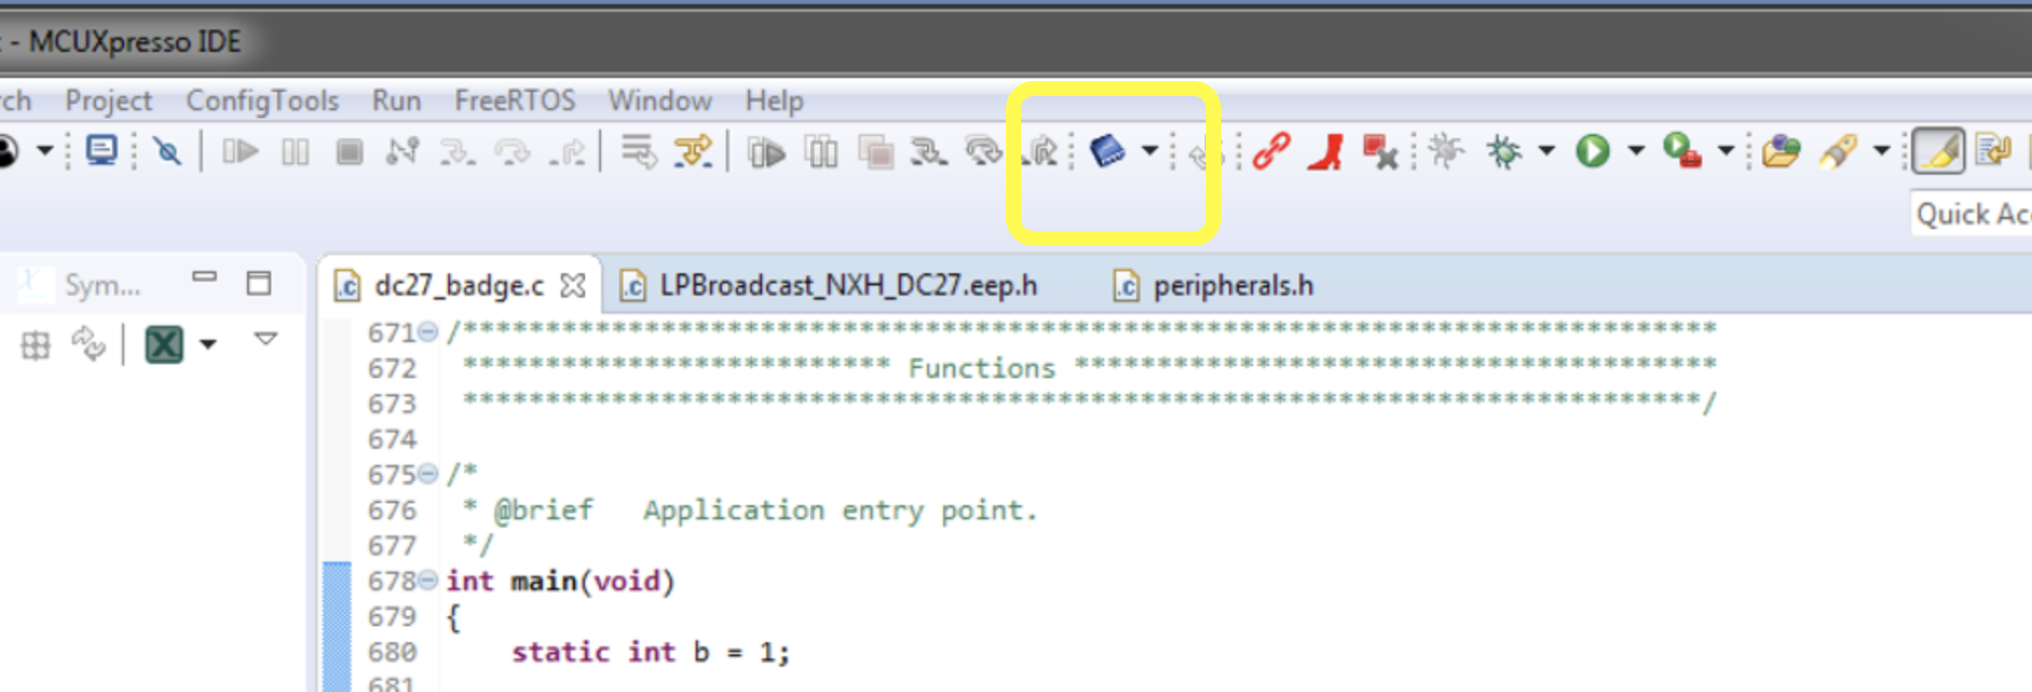 - MCUXpresso IDE
rch Project ConfigTools Run FreeRTOS Window Help
Quick Acc
Sym...
dc27_badge.c LPBroadcast_NXH_DC27.eep.h peripherals.h
671 /****************************************************************************
672 ************************** Functions ***************************************
673 ***************************************************************************/
674
675 /*
676 * @brief Application entry point.
677 */
678 int main(void)
679 {
680 static int b = 1;
681